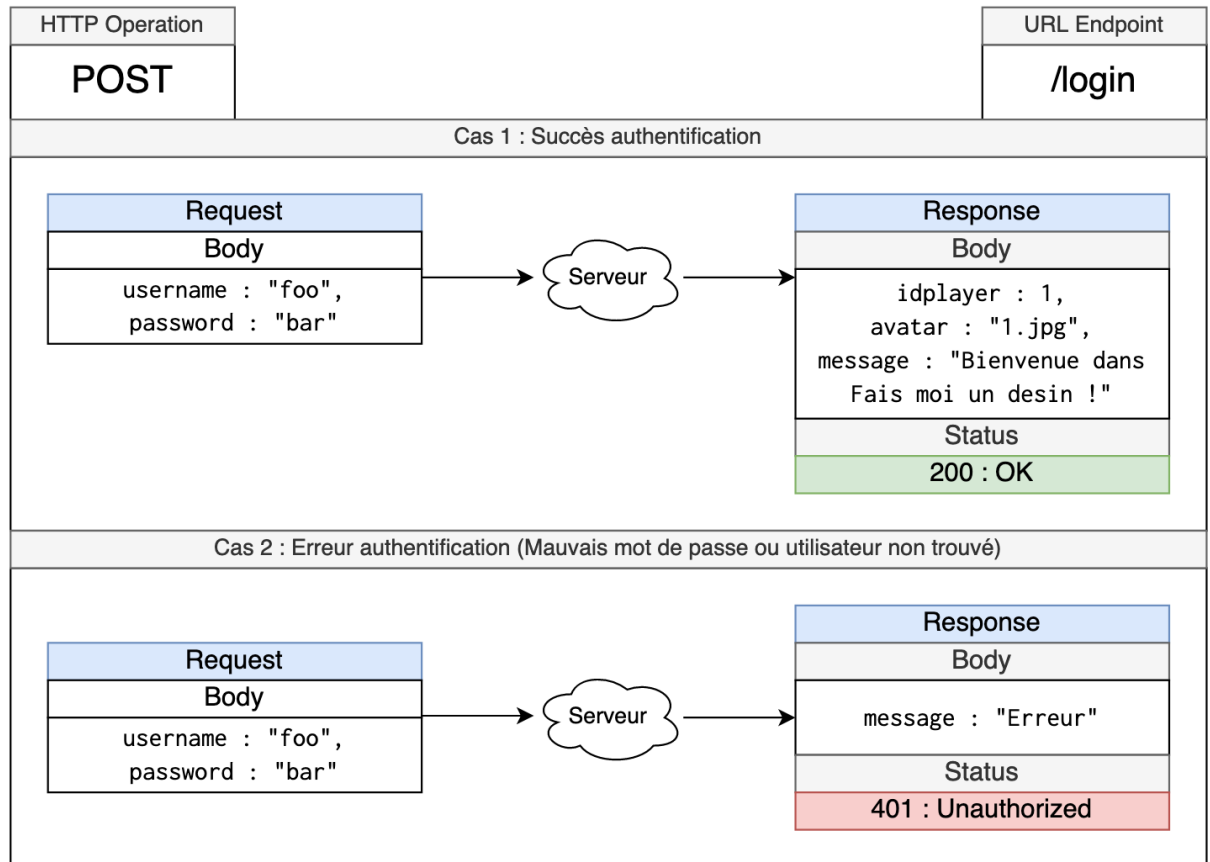 HTTP Operation
URL Endpoint
POST
/login
Cas 1 : Succès authentification
Request
Body
username : "foo",
password : "bar"
Serveur
Response
Body
idplayer : 1,
avatar : "1.jpg",
message : "Bienvenue dans
Fais moi un desin !"
Status
200 : OK
Cas 2 : Erreur authentification (Mauvais mot de passe ou utilisateur non trouvé)
Request
Body
username : "foo",
password : "bar"
Serveur
Response
Body
message : "Erreur"
Status
401 : Unauthorized